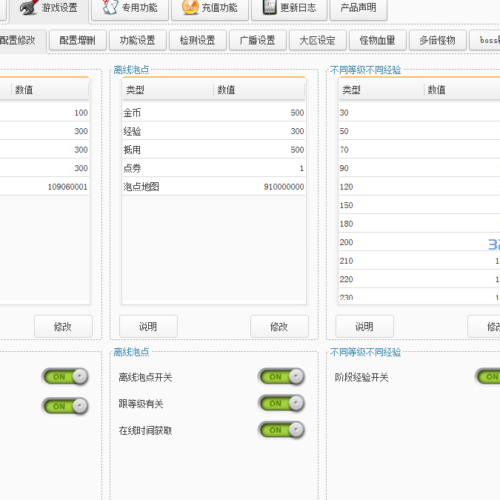 游戏设置 专用功能 充值功能 更新日志 产品声明
配置修改 配置增删 功能设置 检测设置 广播设置 大区设定 怪物血量 多倍怪物 boss
离线泡点 不同等级不同经验
数值 类型 数值 类型 数值
100 金币 500 30
300 经验 300 50
300 抵用 500 70
300 点券 1 90
109060001 泡点地图 910000000 120
150
180
200
210 1
220 1
230 1
修改 说明 修改 说明 修改
离线泡点 不同等级不同经验
ON 离线泡点开关 ON 阶段经验开关 ON
ON 跟等级有关 ON
在线时间获取 ON